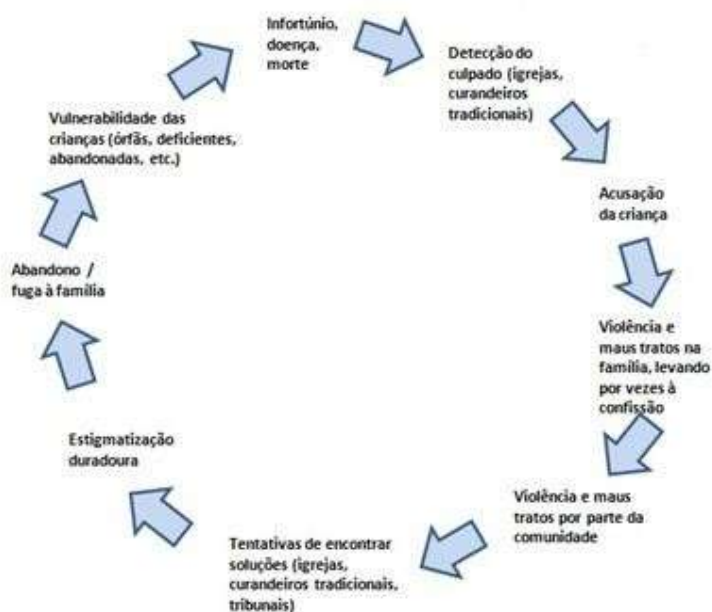 Infortúnio,
doença,
morte
Detecção do
culpado (igrejas,
curandeiros
tradicionais)
Acusação
da criança
Violência e
maus tratos na
família, levando
por vezes à
confissão
Violência e maus
tratos por parte da
comunidade
Tentativas de encontrar
soluções (igrejas,
curandeiros tradicionais,
tribunais)
Estigmatização
duradoura
Abandono /
fuga à família
Vulnerabilidade das
crianças (órfãs, deficientes,
abandonadas, etc.)